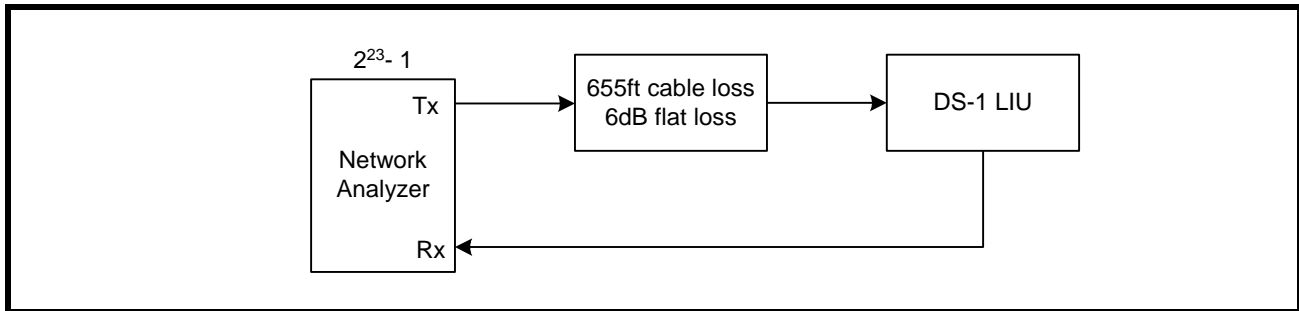 2²³- 1
Tx
Network
Analyzer
Rx
655ft cable loss
6dB flat loss
DS-1 LIU